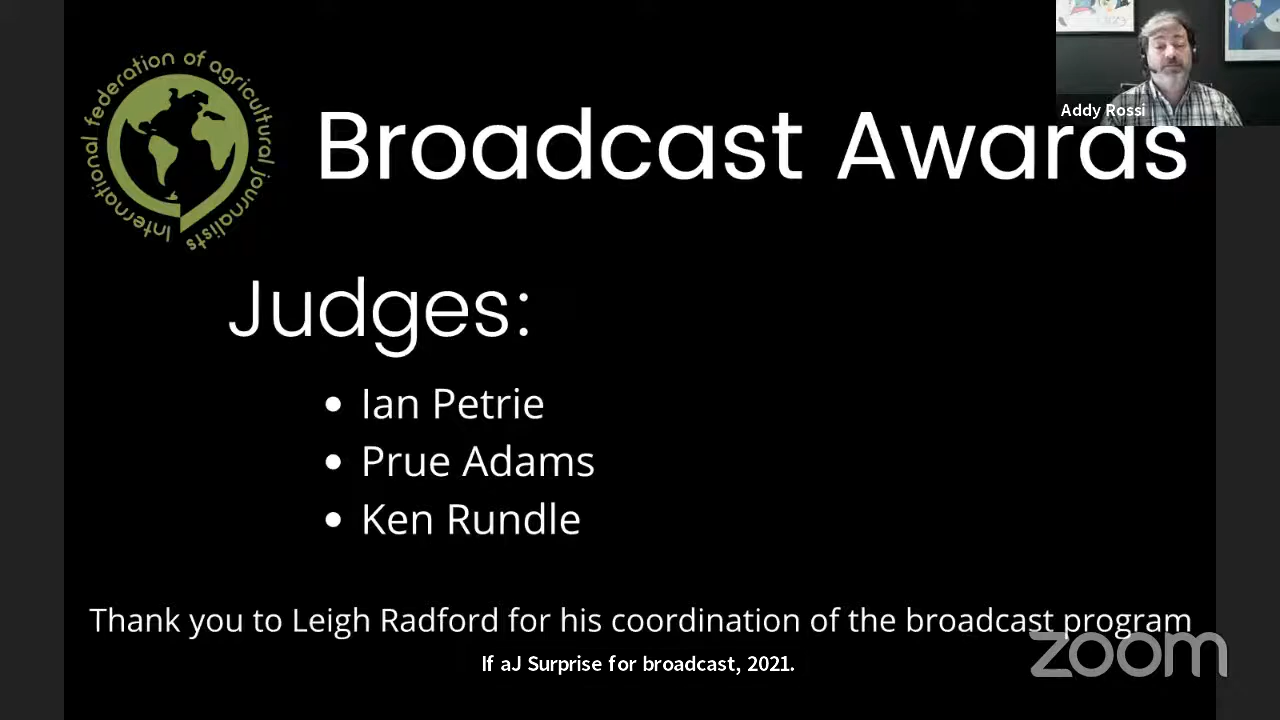 international federation of agricultural journalists
Addy Rossi
Broadcast Awards
Judges:
• Ian Petrie
• Prue Adams
• Ken Rundle
Thank you to Leigh Radford for his coordination of the broadcast program
If aJ Surprise for broadcast, 2021.
zoom